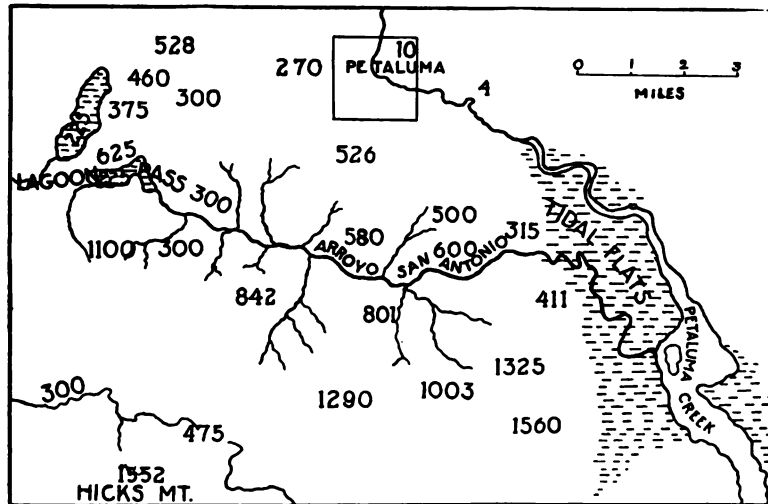 528
10
270
PETALUMA
0 1 2 3
MILES
460
300
375
4
625
526
LAGOON
PASS 300
1100
300
580
500
ARROYO SAN ANTONIO
600
315
TIDAL FLATS
842
801
411
PETALUMA CREEK
1325
1290
1003
1560
300
475
1552
HICKS MT.